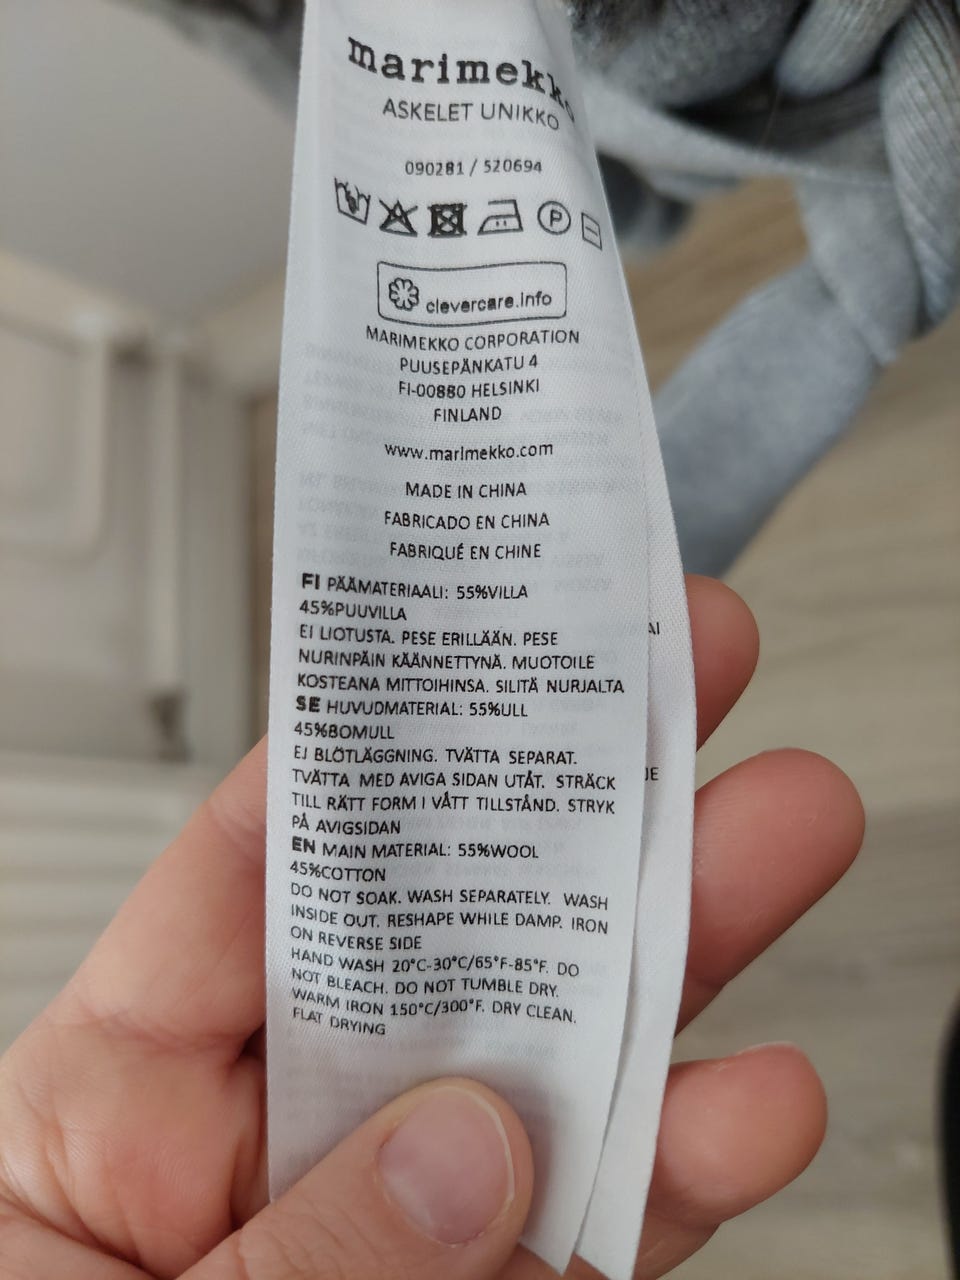 marimekko
ASKELET UNIKKO
090281 / 520694
P
clevercare.info
MARIMEKKO CORPORATION
PUUSEPÄNKATU 4
FI-00880 HELSINKI
FINLAND
www.marimekko.com
MADE IN CHINA
FABRICADO EN CHINA
FABRIQUÉ EN CHINE
FI PÄÄMATERIAALI: 55%VILLA
45%PUUVILLA
EI LIOTUSTA. PESE ERILLÄÄN. PESE
NURINPÄIN KÄÄNNETTYNÄ. MUOTOILE
KOSTEANA MITTOIHINSA. SILITÄ NURJALTA
SE HUVUDMATERIAL: 55%ULL
45%BOMULL
EJ BLÖTLÄGGNING. TVÄTTA SEPARAT.
TVÄTTA MED AVIGA SIDAN UTÅT. STRÄCK
TILL RÄTT FORM I VÅTT TILLSTÅND. STRYK
PÅ AVIGSIDAN
EN MAIN MATERIAL: 55%WOOL
45%COTTON
DO NOT SOAK. WASH SEPARATELY. WASH
INSIDE OUT. RESHAPE WHILE DAMP. IRON
ON REVERSE SIDE
HAND WASH 20°C-30°C/65°F-85°F. DO
NOT BLEACH. DO NOT TUMBLE DRY.
WARM IRON 150°C/300°F. DRY CLEAN.
FLAT DRYING